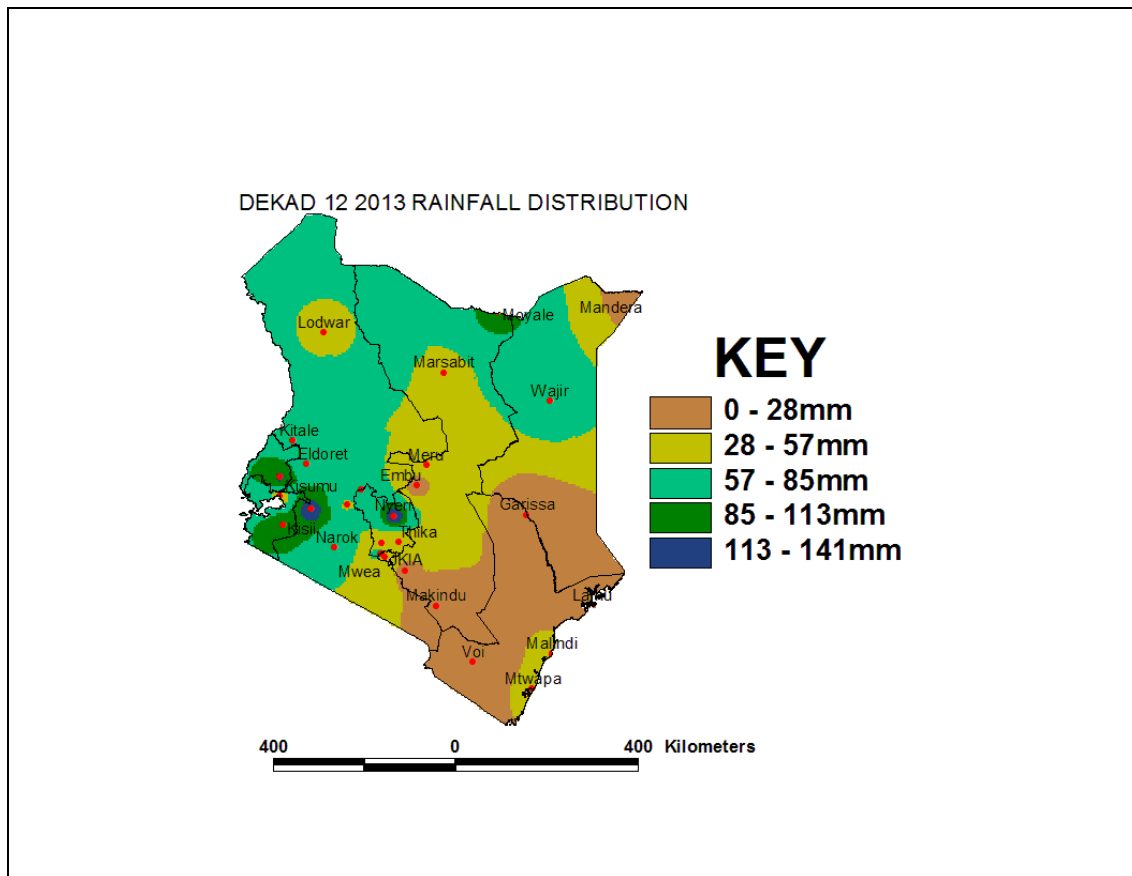 DEKAD 12 2013 RAINFALL DISTRIBUTION
Mandera
Moyale
Lodwar
Marsabit
Wajir
KEY
0 - 28mm
28 - 57mm
57 - 85mm
85 - 113mm
113 - 141mm
Kitale
Eldoret
Meru
Embu
Kisumu
Garissa
Nyeri
Kisii
Narok
Thika
JKIA
Mwea
Makindu
Lamu
Malindi
Voi
Mtwapa
400 0 400 Kilometers